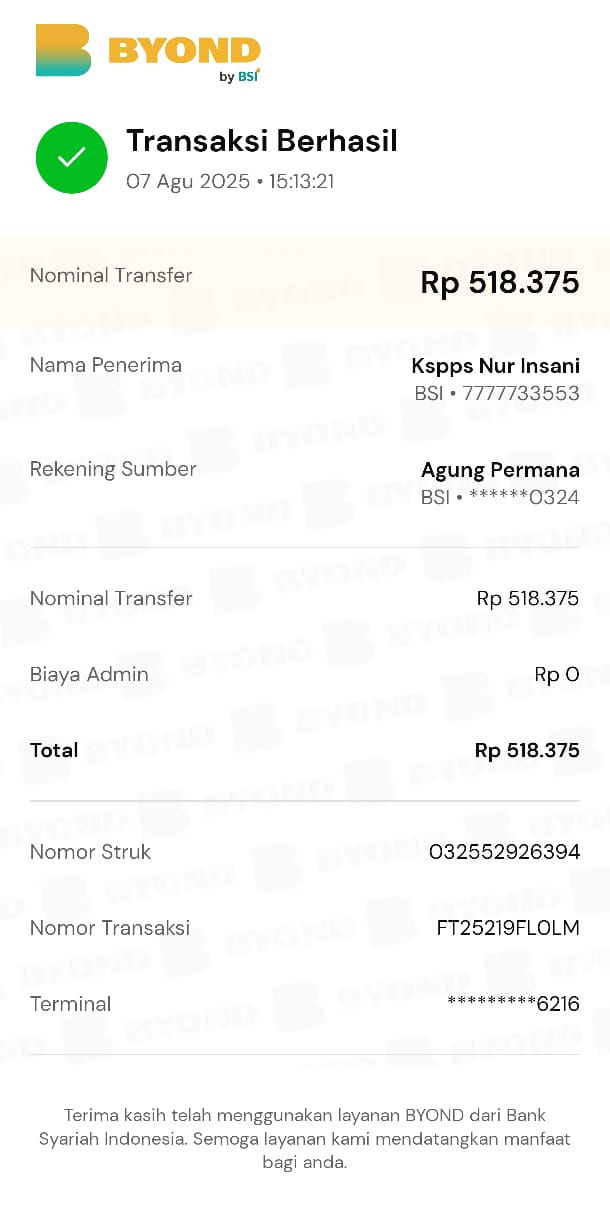 BYOND
by BSI
Transaksi Berhasil
07 Agu 2025 • 15:13:21
Nominal Transfer
Rp 518.375
Nama Penerima
Kspps Nur Insani
BSI • 7777733553
Rekening Sumber
Agung Permana
BSI • ******0324
Nominal Transfer
Rp 518.375
Biaya Admin
Rp 0
Total
Rp 518.375
Nomor Struk
032552926394
Nomor Transaksi
FT25219FL0LM
Terminal
*********6216
Terima kasih telah menggunakan layanan BYOND dari Bank
Syariah Indonesia. Semoga layanan kami mendatangkan manfaat
bagi anda.